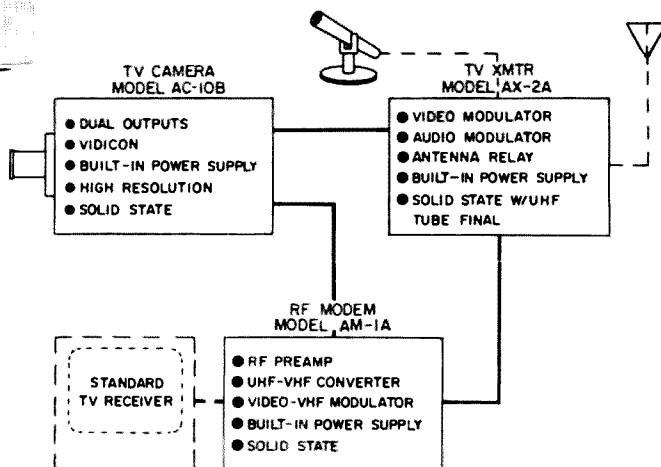 TV CAMERA
MODEL AC-10B
● DUAL OUTPUTS
● VIDICON
● BUILT-IN POWER SUPPLY
● HIGH RESOLUTION
● SOLID STATE
TV XMTR
MODEL AX-2A
● VIDEO MODULATOR
● AUDIO MODULATOR
● ANTENNA RELAY
● BUILT-IN POWER SUPPLY
● SOLID STATE W/UHF
TUBE FINAL
RF MODEM
MODEL AM-1A
● RF PREAMP
● UHF-VHF CONVERTER
● VIDEO-VHF MODULATOR
● BUILT-IN POWER SUPPLY
● SOLID STATE
STANDARD
TV RECEIVER